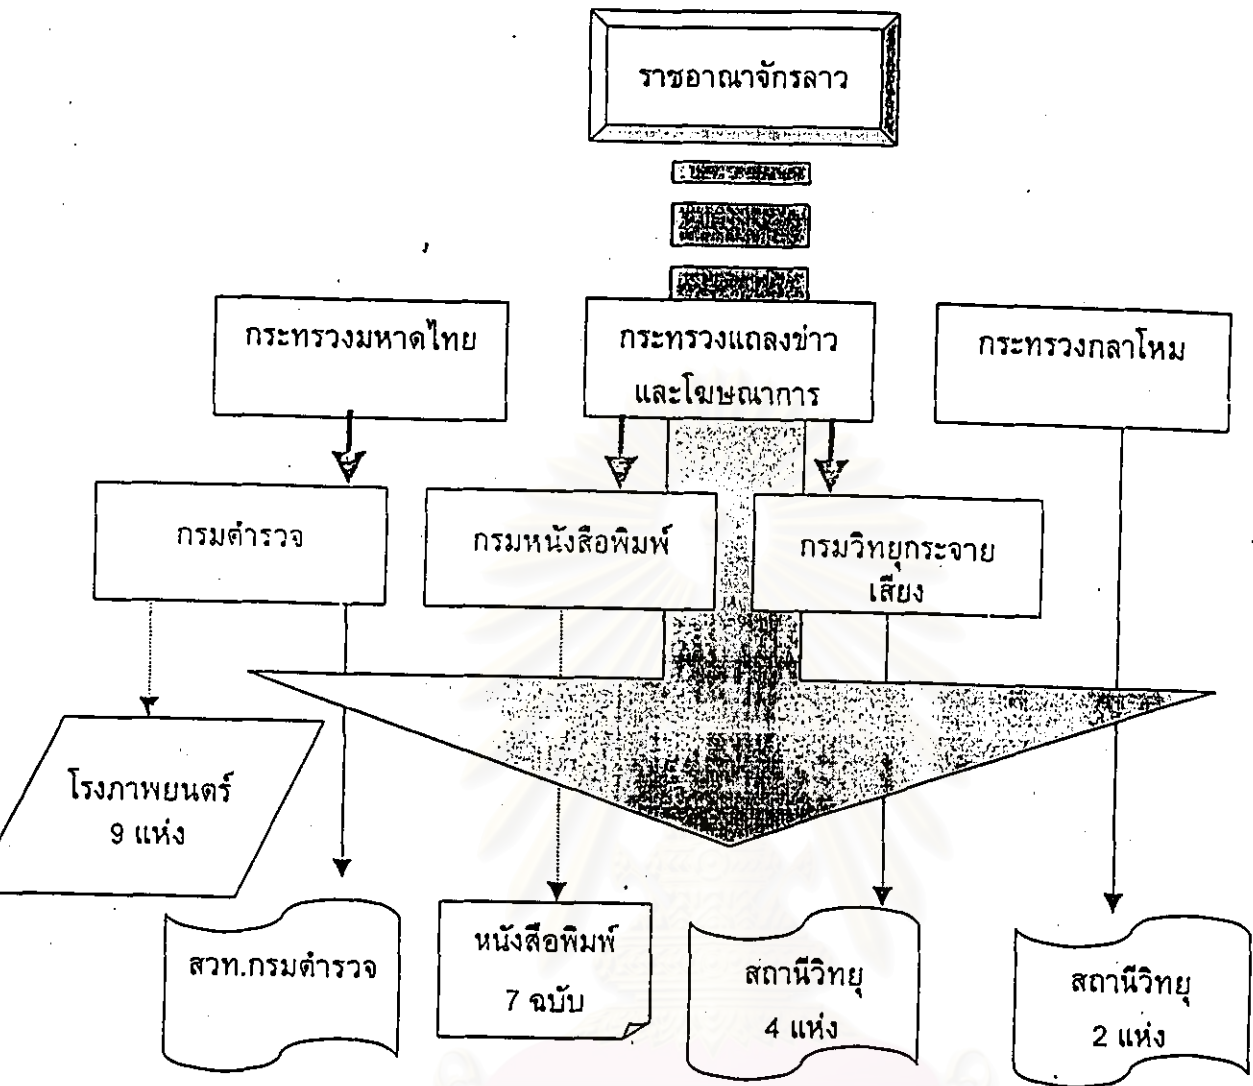 ราชอาณาจักรลาว
กระทรวงมหาดไทย
กระทรวงแถลงข่าว
และโฆษณาการ
กระทรวงกลาโหม
กรมตำรวจ
กรมหนังสือพิมพ์
กรมวิทยุกระจาย
เสียง
โรงภาพยนตร์
9 แห่ง
สวท.กรมตำรวจ
หนังสือพิมพ์
7 ฉบับ
สถานีวิทยุ
4 แห่ง
สถานีวิทยุ
2 แห่ง